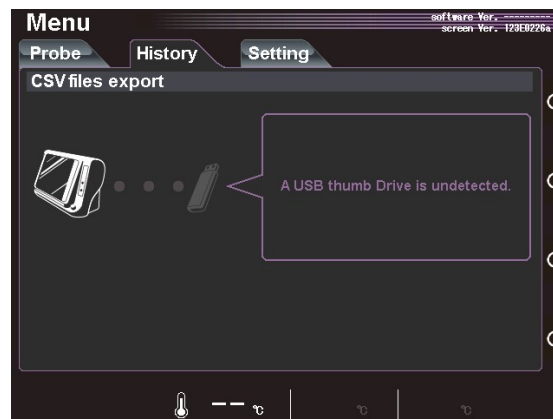 Menu
software Ver. --------
screen Ver. 123E0226a
Probe History Setting
CSV files export
A USB thumb Drive is undetected.
-- ℃ ℃ ℃